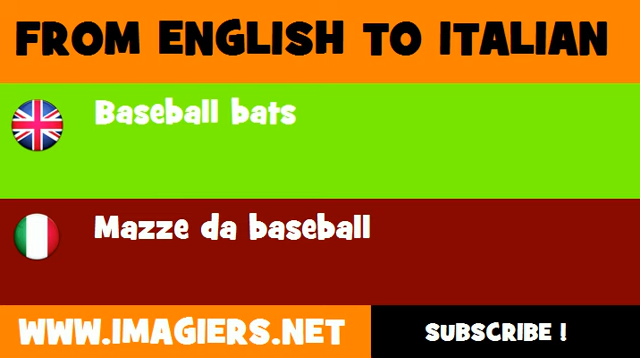 FROM ENGLISH TO ITALIAN
Baseball bats
Mazze da baseball
WWW.IMAGIERS.NET
SUBSCRIBE !